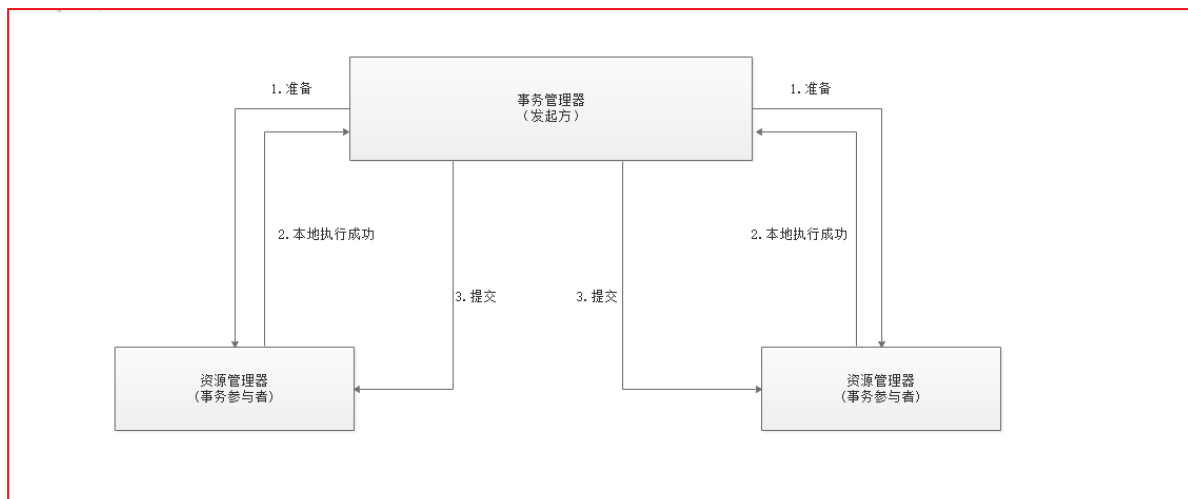 1.准备
1.准备
事务管理器
(发起方)
2.本地执行成功
2.本地执行成功
3.提交
3.提交
资源管理器
(事务参与者)
资源管理器
(事务参与者)